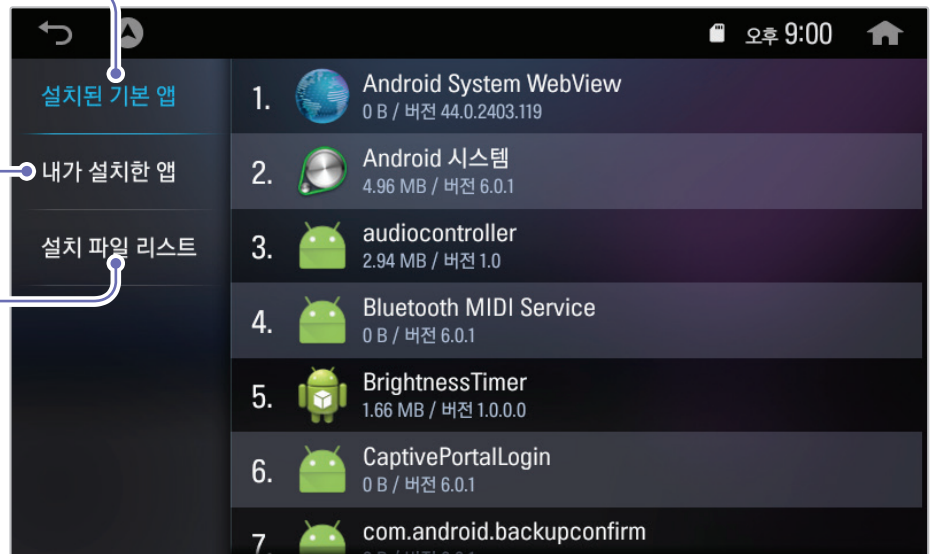 오후 9:00
설치된 기본 앱
내가 설치한 앱
설치 파일 리스트
1. Android System WebView
0 B / 버전 44.0.2403.119
2. Android 시스템
4.96 MB / 버전 6.0.1
3. audiocontroller
2.94 MB / 버전 1.0
4. Bluetooth MIDI Service
0 B / 버전 6.0.1
5. BrightnessTimer
1.66 MB / 버전 1.0.0.0
6. CaptivePortalLogin
0 B / 버전 6.0.1
7. com.android.backupconfirm